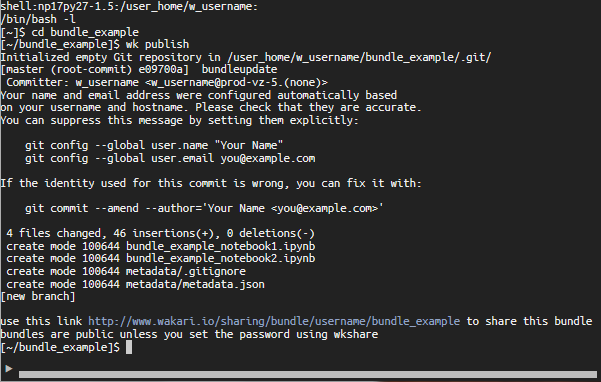 shell:np17py27-1.5:/user_home/w_username:
/bin/bash -l
[~]$ cd bundle_example
[~/bundle_example]$ wk publish
Initialized empty Git repository in /user_home/w_username/bundle_example/.git/
[master (root-commit) e09700a]  bundleupdate
 Committer: w_username <w_username@prod-vz-5.(none)>
Your name and email address were configured automatically based
on your username and hostname. Please check that they are accurate.
You can suppress this message by setting them explicitly:

    git config --global user.name "Your Name"
    git config --global user.email you@example.com

If the identity used for this commit is wrong, you can fix it with:

    git commit --amend --author='Your Name <you@example.com>'

 4 files changed, 46 insertions(+), 0 deletions(-)
 create mode 100644 bundle_example_notebook1.ipynb
 create mode 100644 bundle_example_notebook2.ipynb
 create mode 100644 metadata/.gitignore
 create mode 100644 metadata/metadata.json
[new branch]

use this link http://www.wakari.io/sharing/bundle/username/bundle_example to share this bundle
bundles are public unless you set the password using wkshare
[~/bundle_example]$